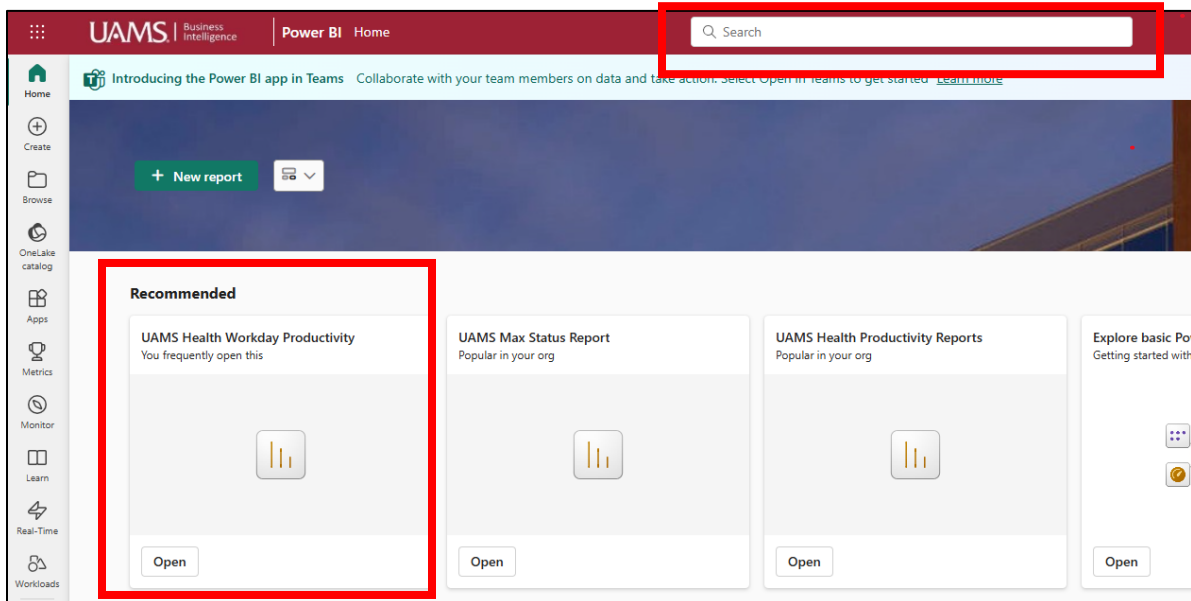 UAMS | Business Intelligence
Power BI Home
Search
Introducing the Power BI app in Teams Collaborate with your team members on data and take action. Select Open in Teams to get started Learn more
Home
Create
Browse
OneLake
catalog
Apps
Metrics
Monitor
Learn
Real-Time
Workloads
+ New report
Recommended
UAMS Health Workday Productivity
You frequently open this
Open
UAMS Max Status Report
Popular in your org
Open
UAMS Health Productivity Reports
Popular in your org
Open
Explore basic Po
Getting started with
Open